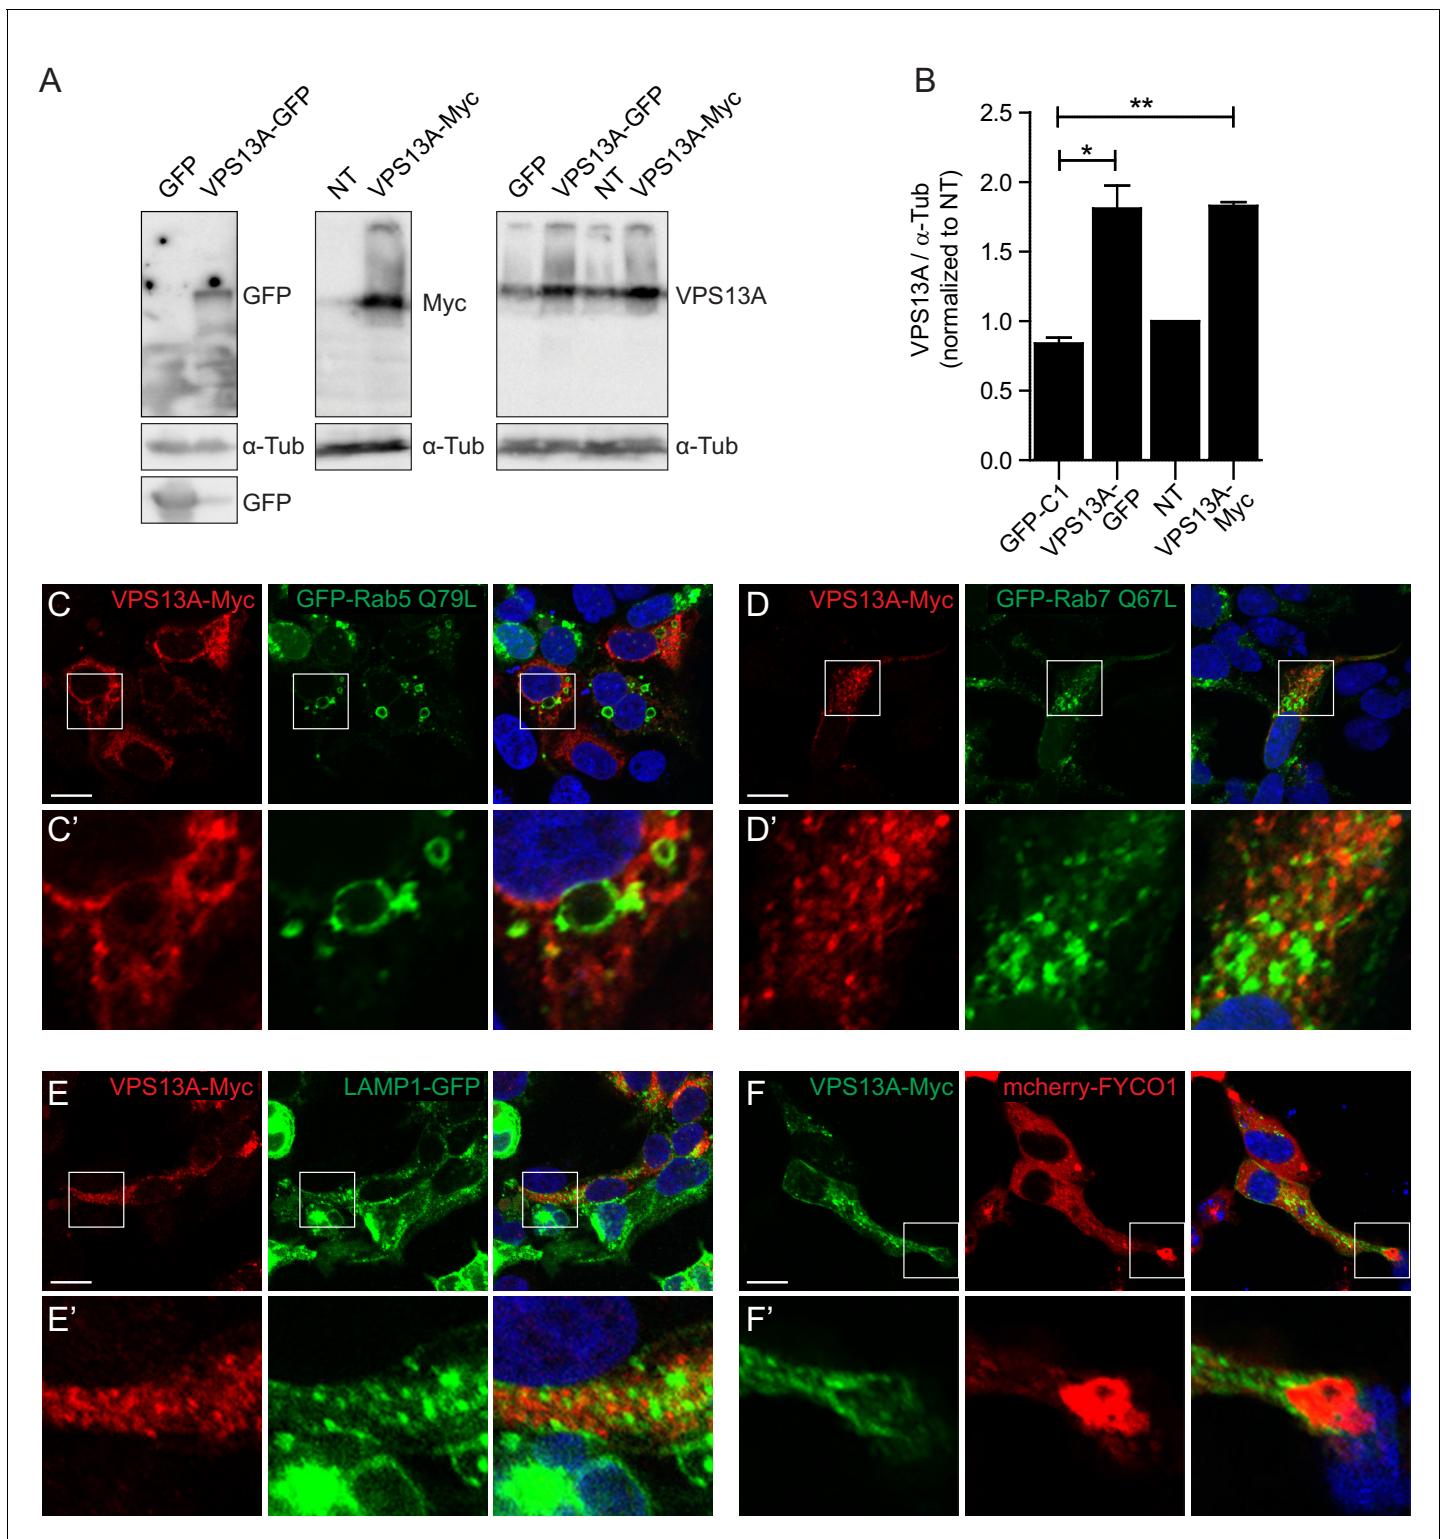 A
GFP
VPS13A-GFP
NT
VPS13A-Myc
GFP
VPS13A-GFP
NT
VPS13A-Myc
GFP
Myc
VPS13A
α-Tub
α-Tub
α-Tub
GFP
B
VPS13A / α-Tub
(normalized to NT)
2.5
2.0
1.5
1.0
0.5
0.0
**
*
GFP-C1
VPS13A-
GFP
NT
VPS13A-
Myc
C
VPS13A-Myc
GFP-Rab5 Q79L
D
VPS13A-Myc
GFP-Rab7 Q67L
C’
D’
E
VPS13A-Myc
LAMP1-GFP
F
VPS13A-Myc
mcherry-FYCO1
E’
F’